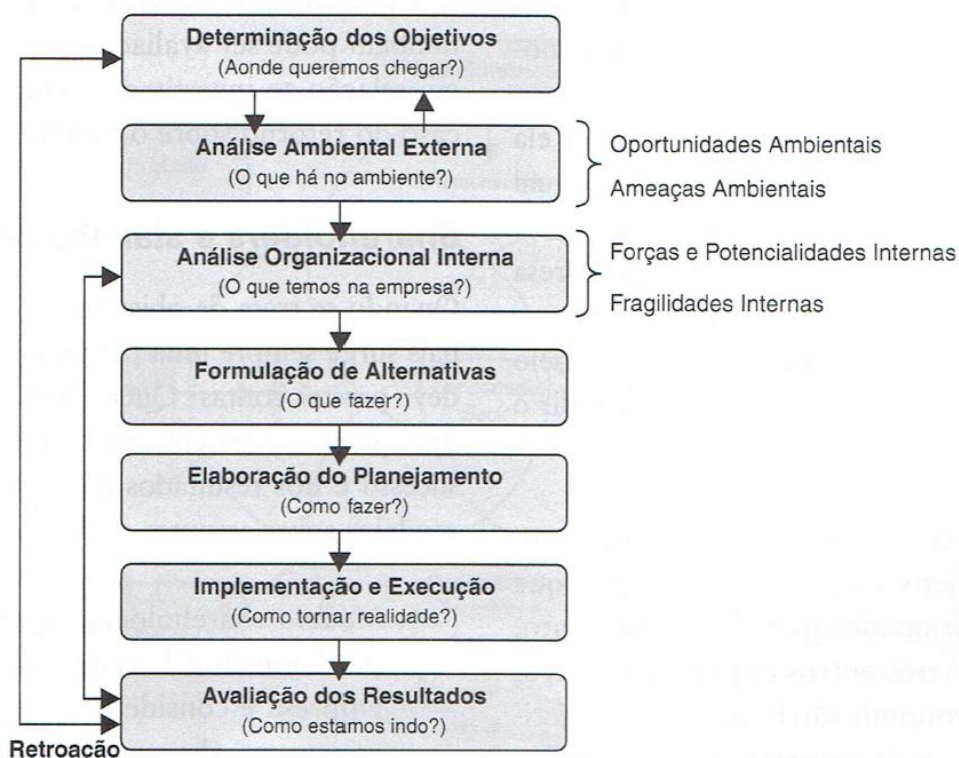 Determinação dos Objetivos
(Aonde queremos chegar?)
Análise Ambiental Externa
(O que há no ambiente?)
Oportunidades Ambientais
Ameaças Ambientais
Análise Organizacional Interna
(O que temos na empresa?)
Forças e Potencialidades Internas
Fragilidades Internas
Formulação de Alternativas
(O que fazer?)
Elaboração do Planejamento
(Como fazer?)
Implementação e Execução
(Como tornar realidade?)
Avaliação dos Resultados
(Como estamos indo?)
Retroação